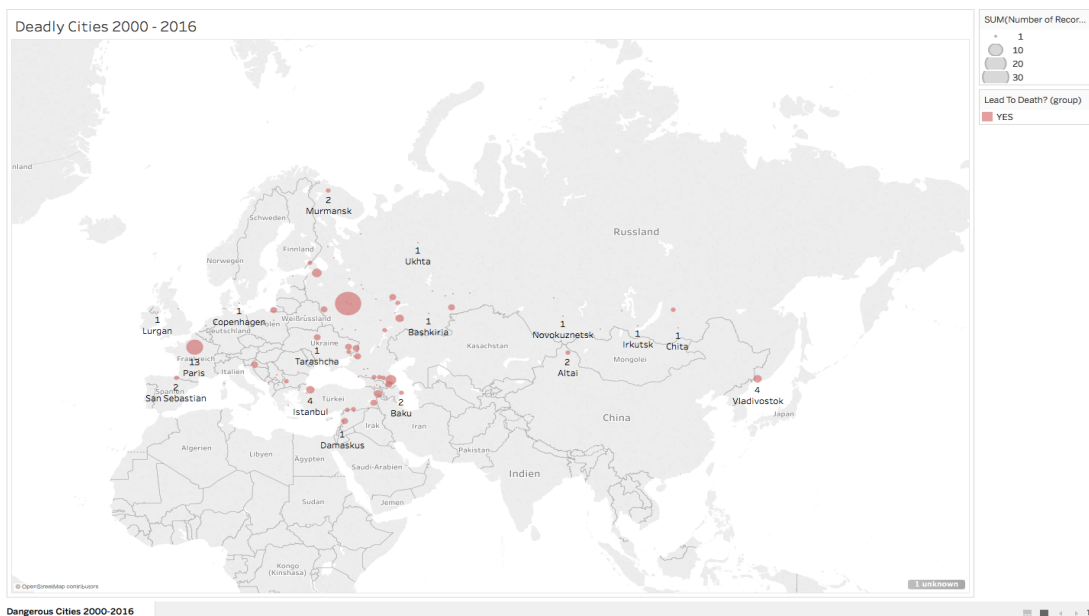 Deadly Cities 2000 - 2016
SUM(Number of Recor...
1
10
20
30
Lead To Death? (group)
YES
nland
2
Murmansk
Schweden
Russland
Finnland
1
Ukhta
Norwegen
1
Lurgan
1
Copenhagen
Weißrussland
Polen
Deutschland
1
Bashkiria
1
Novokuznetsk
1
Irkutsk
1
Chita
Ukraine
1
Tarashcha
Kasachstan
Mongolei
Frankreich
13
Paris
Italien
2
Altai
2
Spanien
San Sebastian
4
Istanbul
Türkei
2
Baku
4
Vladivostok
Japan
China
Irak
Iran
1
Damaskus
Algerien
Libyen
Ägypten
Saudi-Arabien
Pakistan
Indien
Sudan
Jemen
Kongo
(Kinshasa)
© OpenStreetMap contributors
1 unknown
Dangerous Cities 2000-2016